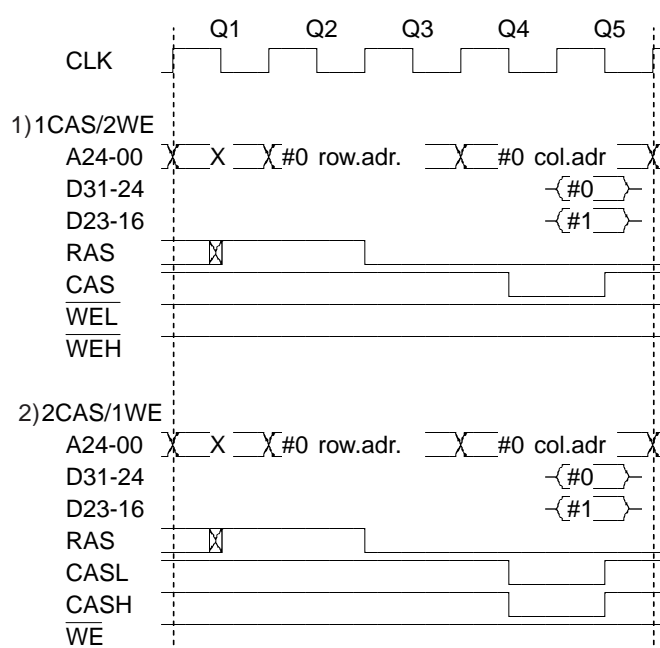 Q1 Q2 Q3 Q4 Q5
CLK
1)1CAS/2WE
A24-00 X #0 row.adr. #0 col.adr
D31-24 #0
D23-16 #1
RAS
CAS
WEL
WEH
2)2CAS/1WE
A24-00 X #0 row.adr. #0 col.adr
D31-24 #0
D23-16 #1
RAS
CASL
CASH
WE